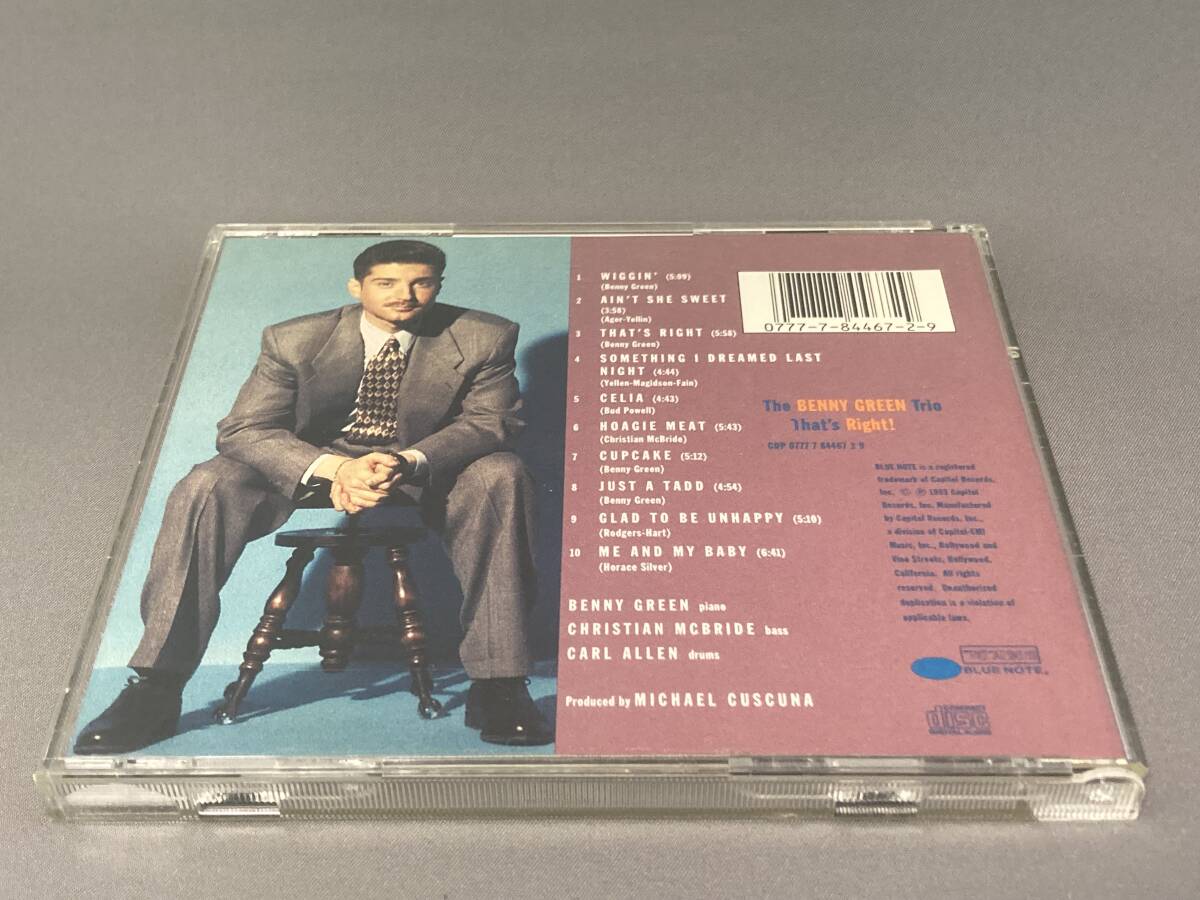 1 WIGGIN' (5:09)
(Benny Green)
2 AIN'T SHE SWEET
(3:58)
(Ager-Yellin)
3 THAT'S RIGHT (5:58)
(Benny Green)
4 SOMETHING I DREAMED LAST
NIGHT (4:44)
(Yellen-Magidson-Fain)
5 CELIA (4:43)
(Bud Powell)
6 HOAGIE MEAT (5:43)
(Christian McBride)
7 CUPCAKE (5:12)
(Benny Green)
8 JUST A TADD (4:54)
(Benny Green)
9 GLAD TO BE UNHAPPY (5:10)
(Rodgers-Hart)
10 ME AND MY BABY (6:41)
(Horace Silver)
BENNY GREEN piano
CHRISTIAN McBRIDE bass
CARL ALLEN drums
Produced by MICHAEL CUSCUNA
0777-7-84467-2-9
The BENNY GREEN Trio
That's Right!
CDP 0777 7 84467 2 9
BLUE NOTE is a registered
trademark of Capitol Records,
Inc. © ℗ 1993 Capitol
Records, Inc. Manufactured
by Capitol Records, Inc.,
a division of Capitol-EMI
Music, Inc., Hollywood and
Vine Streets, Hollywood,
California. All rights
reserved. Unauthorized
duplication is a violation of
applicable laws.
BLUE NOTE.
COMPACT
disc
DIGITAL AUDIO